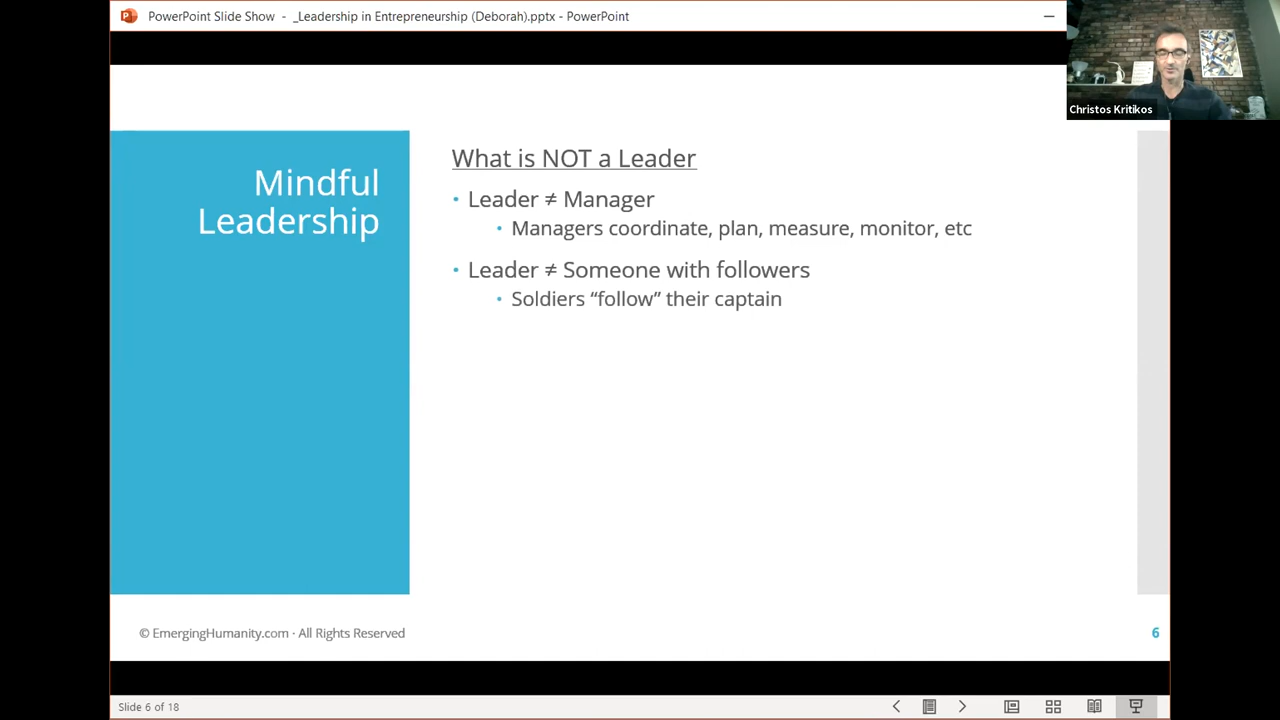 PowerPoint Slide Show - _Leadership in Entrepreneurship (Deborah).pptx - PowerPoint
Christos Kritikos
Mindful
Leadership
What is NOT a Leader
• Leader ≠ Manager
• Managers coordinate, plan, measure, monitor, etc
• Leader ≠ Someone with followers
• Soldiers “follow” their captain
© EmergingHumanity.com · All Rights Reserved
6
Slide 6 of 18